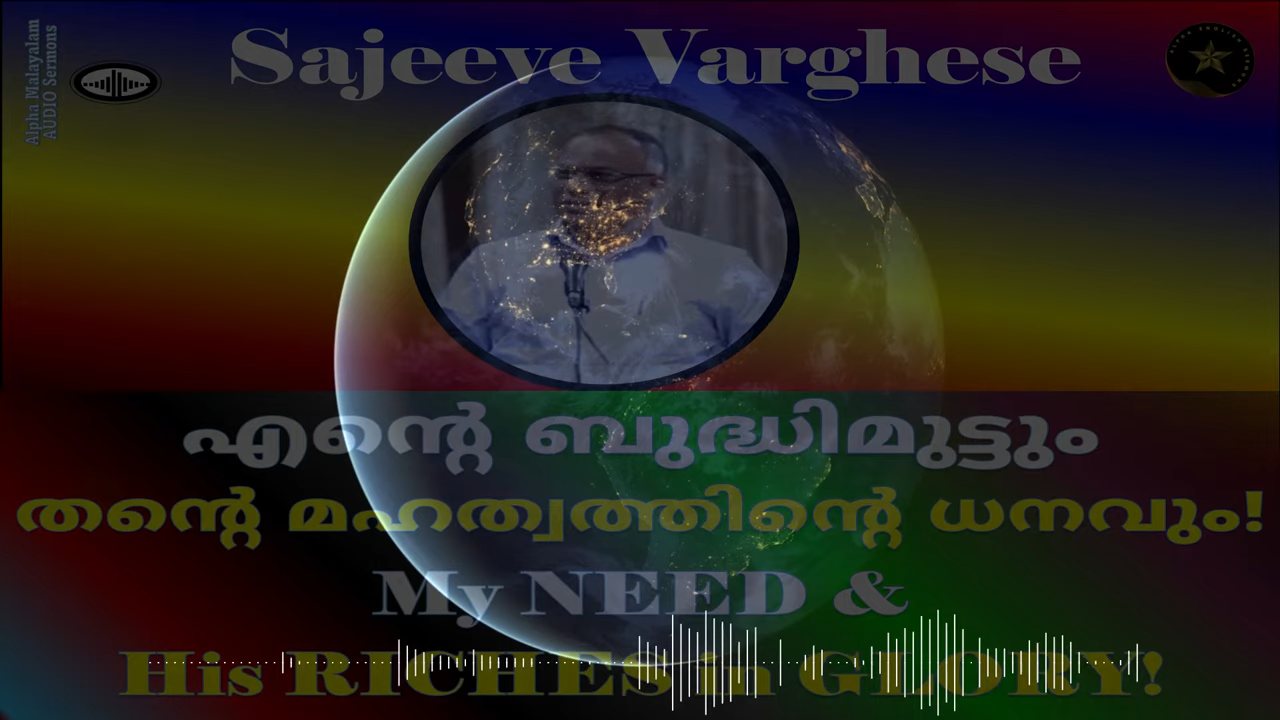 Sajeeve Varghese
Alpha Malayalam
AUDIO Sermons
എന്റെ ബുദ്ധിമുട്ടും
തന്റെ മഹത്വത്തിന്റെ ധനവും!
My NEED &
His RICHES in GLORY!